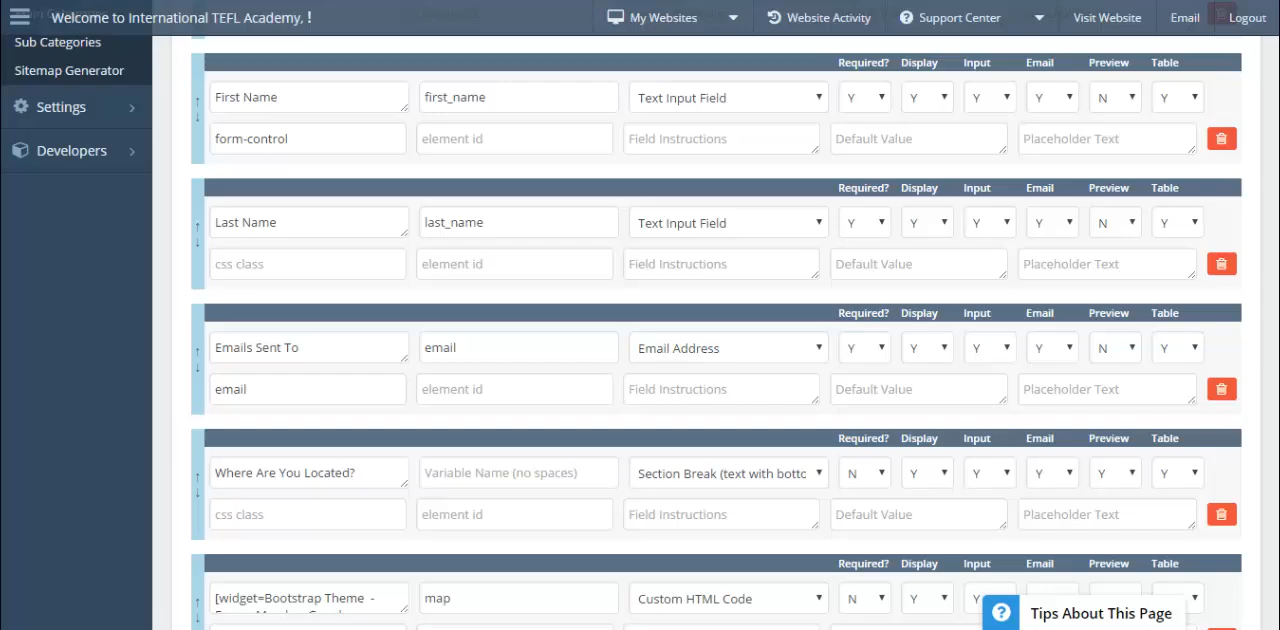 Welcome to International TEFL Academy, !
My Websites
Website Activity
Support Center
Visit Website
Email
Logout
Sub Categories
Sitemap Generator
Settings
Developers
Required? Display Input Email Preview Table
First Name first_name Text Input Field Y Y Y Y N Y
form-control element id Field Instructions Default Value Placeholder Text
Required? Display Input Email Preview Table
Last Name last_name Text Input Field Y Y Y Y N Y
css class element id Field Instructions Default Value Placeholder Text
Required? Display Input Email Preview Table
Emails Sent To email Email Address Y Y Y Y N Y
email element id Field Instructions Default Value Placeholder Text
Required? Display Input Email Preview Table
Where Are You Located? Variable Name (no spaces) Section Break (text with botto N Y Y Y Y Y
css class element id Field Instructions Default Value Placeholder Text
Required? Display Input Email Preview Table
[widget=Bootstrap Theme - map Custom HTML Code N Y Y
Tips About This Page